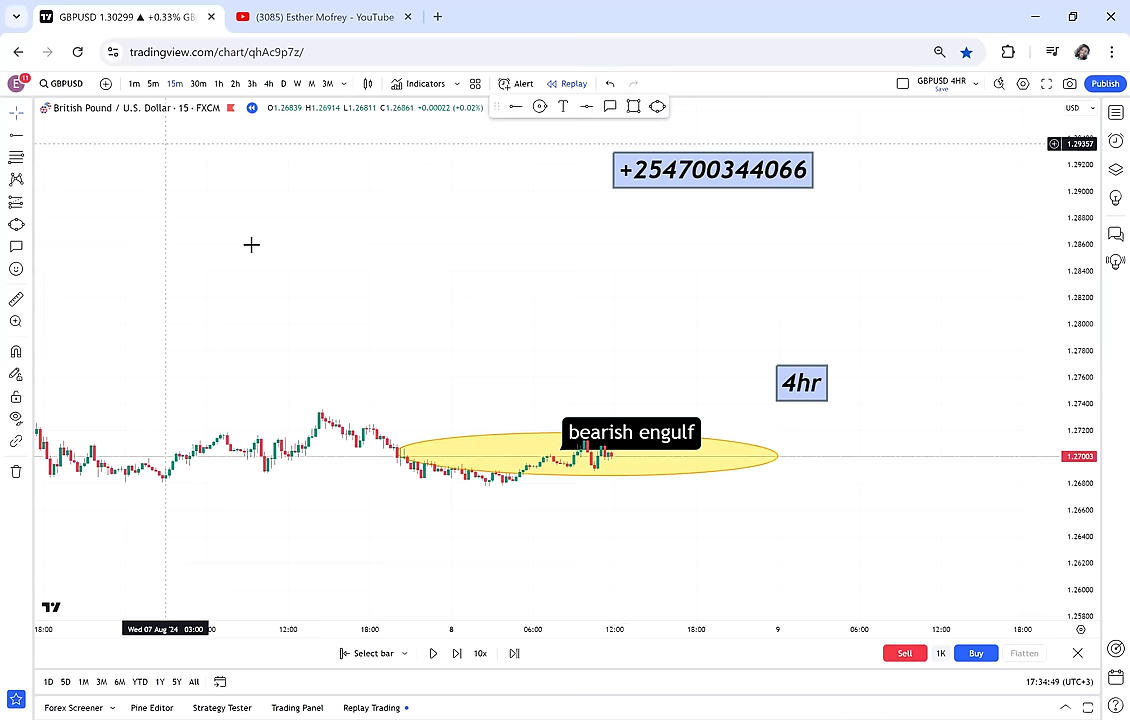 GBPUSD 1.30299 ▲ +0.33% GB
(3085) Esther Mofrey - YouTube
tradingview.com/chart/qhAc9p7z/
E
11
GBPUSD
1m 5m 15m 30m 1h 2h 3h 4h D W M 3M
Indicators
Alert
Replay
GBPUSD 4HR
Save
Publish
British Pound / U.S. Dollar · 15 · FXCM
O1.26839 H1.26914 L1.26811 C1.26861 +0.00022 (+0.02%)
USD
1.29357
1.29200
1.29000
1.28800
1.28600
1.28400
1.28200
1.28000
1.27800
1.27600
1.27400
1.27200
1.27003
1.26800
1.26600
1.26400
1.26200
1.26000
1.25800
+254700344066
4hr
bearish engulf
18:00
Wed 07 Aug '24 03:00
12:00 18:00 8 06:00 12:00 18:00 9 06:00 12:00 18:00
Select bar
10x
Sell
1K
Buy
Flatten
1D 5D 1M 3M 6M YTD 1Y 5Y All
17:34:49 (UTC+3)
Forex Screener
Pine Editor
Strategy Tester
Trading Panel
Replay Trading